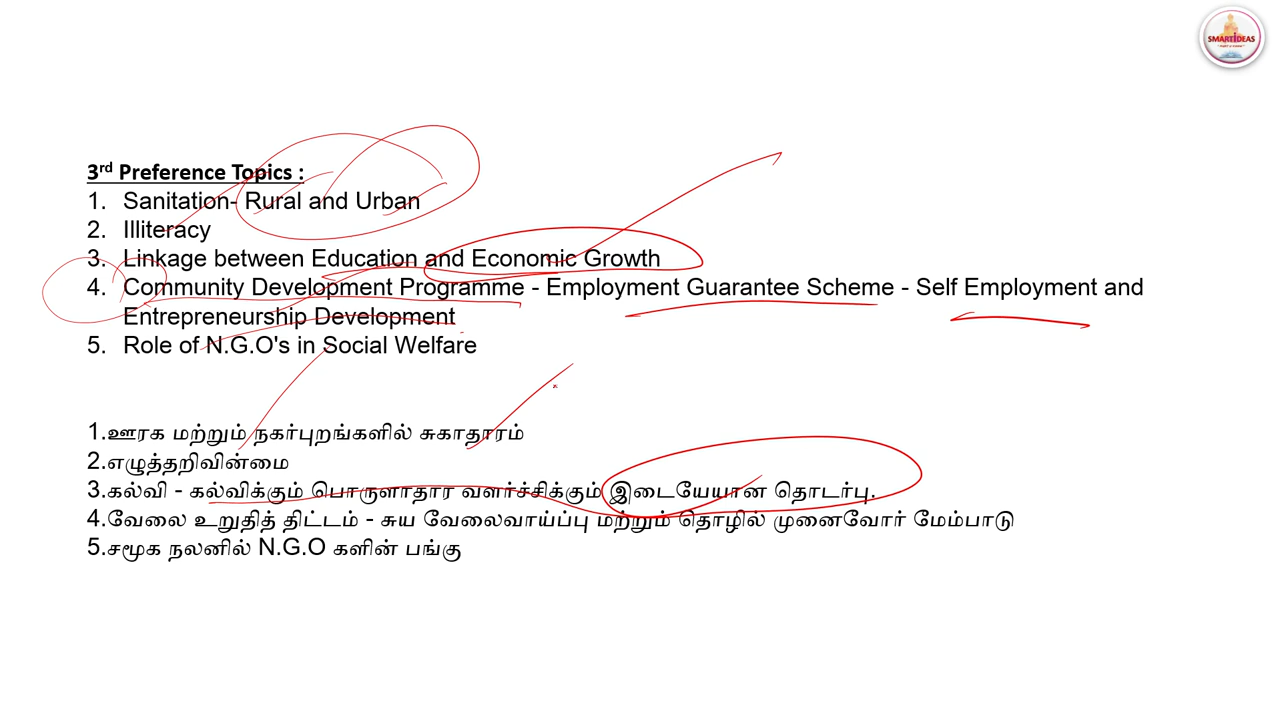 SMARTIDEAS
3rd Preference Topics :
1. Sanitation- Rural and Urban
2. Illiteracy
3. Linkage between Education and Economic Growth
4. Community Development Programme - Employment Guarantee Scheme - Self Employment and
Entrepreneurship Development
5. Role of N.G.O's in Social Welfare
1.ஊரக மற்றும் நகர்புறங்களில் சுகாதாரம்
2.எழுத்தறிவின்மை
3.கல்வி - கல்விக்கும் பொருளாதார வளர்ச்சிக்கும் இடையேயான தொடர்பு.
4.வேலை உறுதித் திட்டம் - சுய வேலைவாய்ப்பு மற்றும் தொழில் முனைவோர் மேம்பாடு
5.சமூக நலனில் N.G.O களின் பங்கு